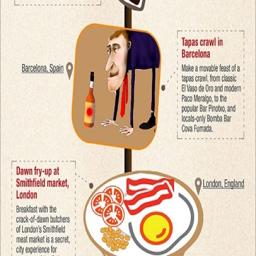 Barcelona, Spain
Tapas crawl in
Barcelona
Make a movable feast of a
tapas crawl, from classic
El Vaso de Oro and modern
Paco Meralgo, to the
popular Bar Pinotxo, and
locals-only Bomba Bar
Cova Fumada.
Dawn fry-up at
Smithfield market,
London
London, England
Breakfast with the
crack-of-dawn butchers
of London's Smithfield
meat market is a secret,
city experience for